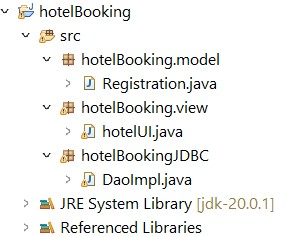 hotelBooking
src
hotelBooking.model
Registration.java
hotelBooking.view
hotelUI.java
hotelBookingJDBC
DaoImpl.java
JRE System Library [jdk-20.0.1]
Referenced Libraries